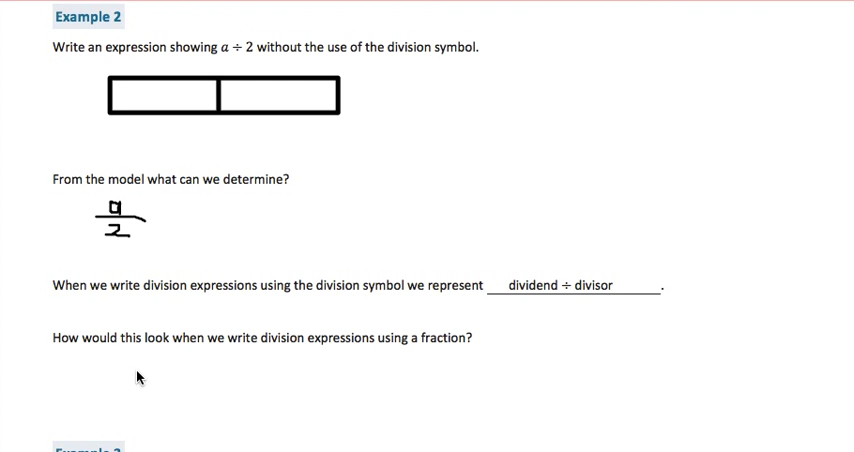 Example 2
Write an expression showing a ÷ 2 without the use of the division symbol.
From the model what can we determine?
a
2
When we write division expressions using the division symbol we represent dividend ÷ divisor .
How would this look when we write division expressions using a fraction?